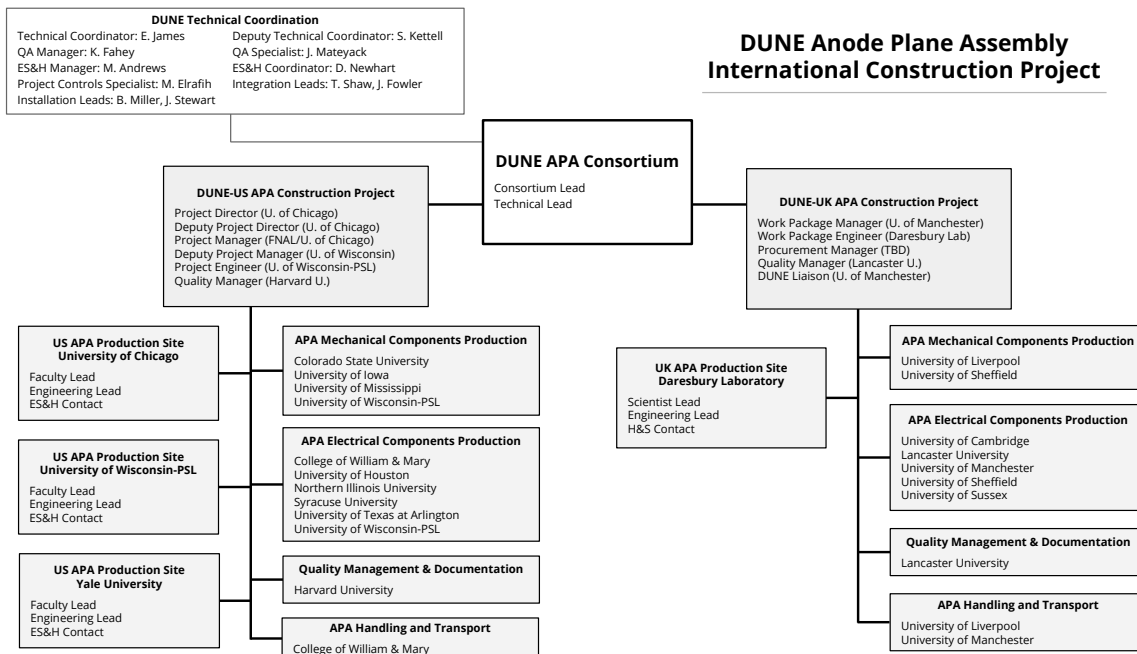 DUNE Technical Coordination
Technical Coordinator: E. James
Deputy Technical Coordinator: S. Kettell
QA Manager: K. Fahey
QA Specialist: J. Mateyack
ES&H Manager: M. Andrews
ES&H Coordinator: D. Newhart
Project Controls Specialist: M. Elrafih
Integration Leads: T. Shaw, J. Fowler
Installation Leads: B. Miller, J. Stewart
DUNE Anode Plane Assembly
International Construction Project
DUNE APA Consortium
Consortium Lead
Technical Lead
DUNE-US APA Construction Project
Project Director (U. of Chicago)
Deputy Project Director (U. of Chicago)
Project Manager (FNAL/U. of Chicago)
Deputy Project Manager (U. of Wisconsin)
Project Engineer (U. of Wisconsin-PSL)
Quality Manager (Harvard U.)
DUNE-UK APA Construction Project
Work Package Manager (U. of Manchester)
Work Package Engineer (Daresbury Lab)
Procurement Manager (TBD)
Quality Manager (Lancaster U.)
DUNE Liaison (U. of Manchester)
US APA Production Site
University of Chicago
Faculty Lead
Engineering Lead
ES&H Contact
US APA Production Site
University of Wisconsin-PSL
Faculty Lead
Engineering Lead
ES&H Contact
US APA Production Site
Yale University
Faculty Lead
Engineering Lead
ES&H Contact
APA Mechanical Components Production
Colorado State University
University of Iowa
University of Mississippi
University of Wisconsin-PSL
APA Electrical Components Production
College of William & Mary
University of Houston
Northern Illinois University
Syracuse University
University of Texas at Arlington
University of Wisconsin-PSL
Quality Management & Documentation
Harvard University
APA Handling and Transport
College of William & Mary
UK APA Production Site
Daresbury Laboratory
Scientist Lead
Engineering Lead
H&S Contact
APA Mechanical Components Production
University of Liverpool
University of Sheffield
APA Electrical Components Production
University of Cambridge
Lancaster University
University of Manchester
University of Sheffield
University of Sussex
Quality Management & Documentation
Lancaster University
APA Handling and Transport
University of Liverpool
University of Manchester